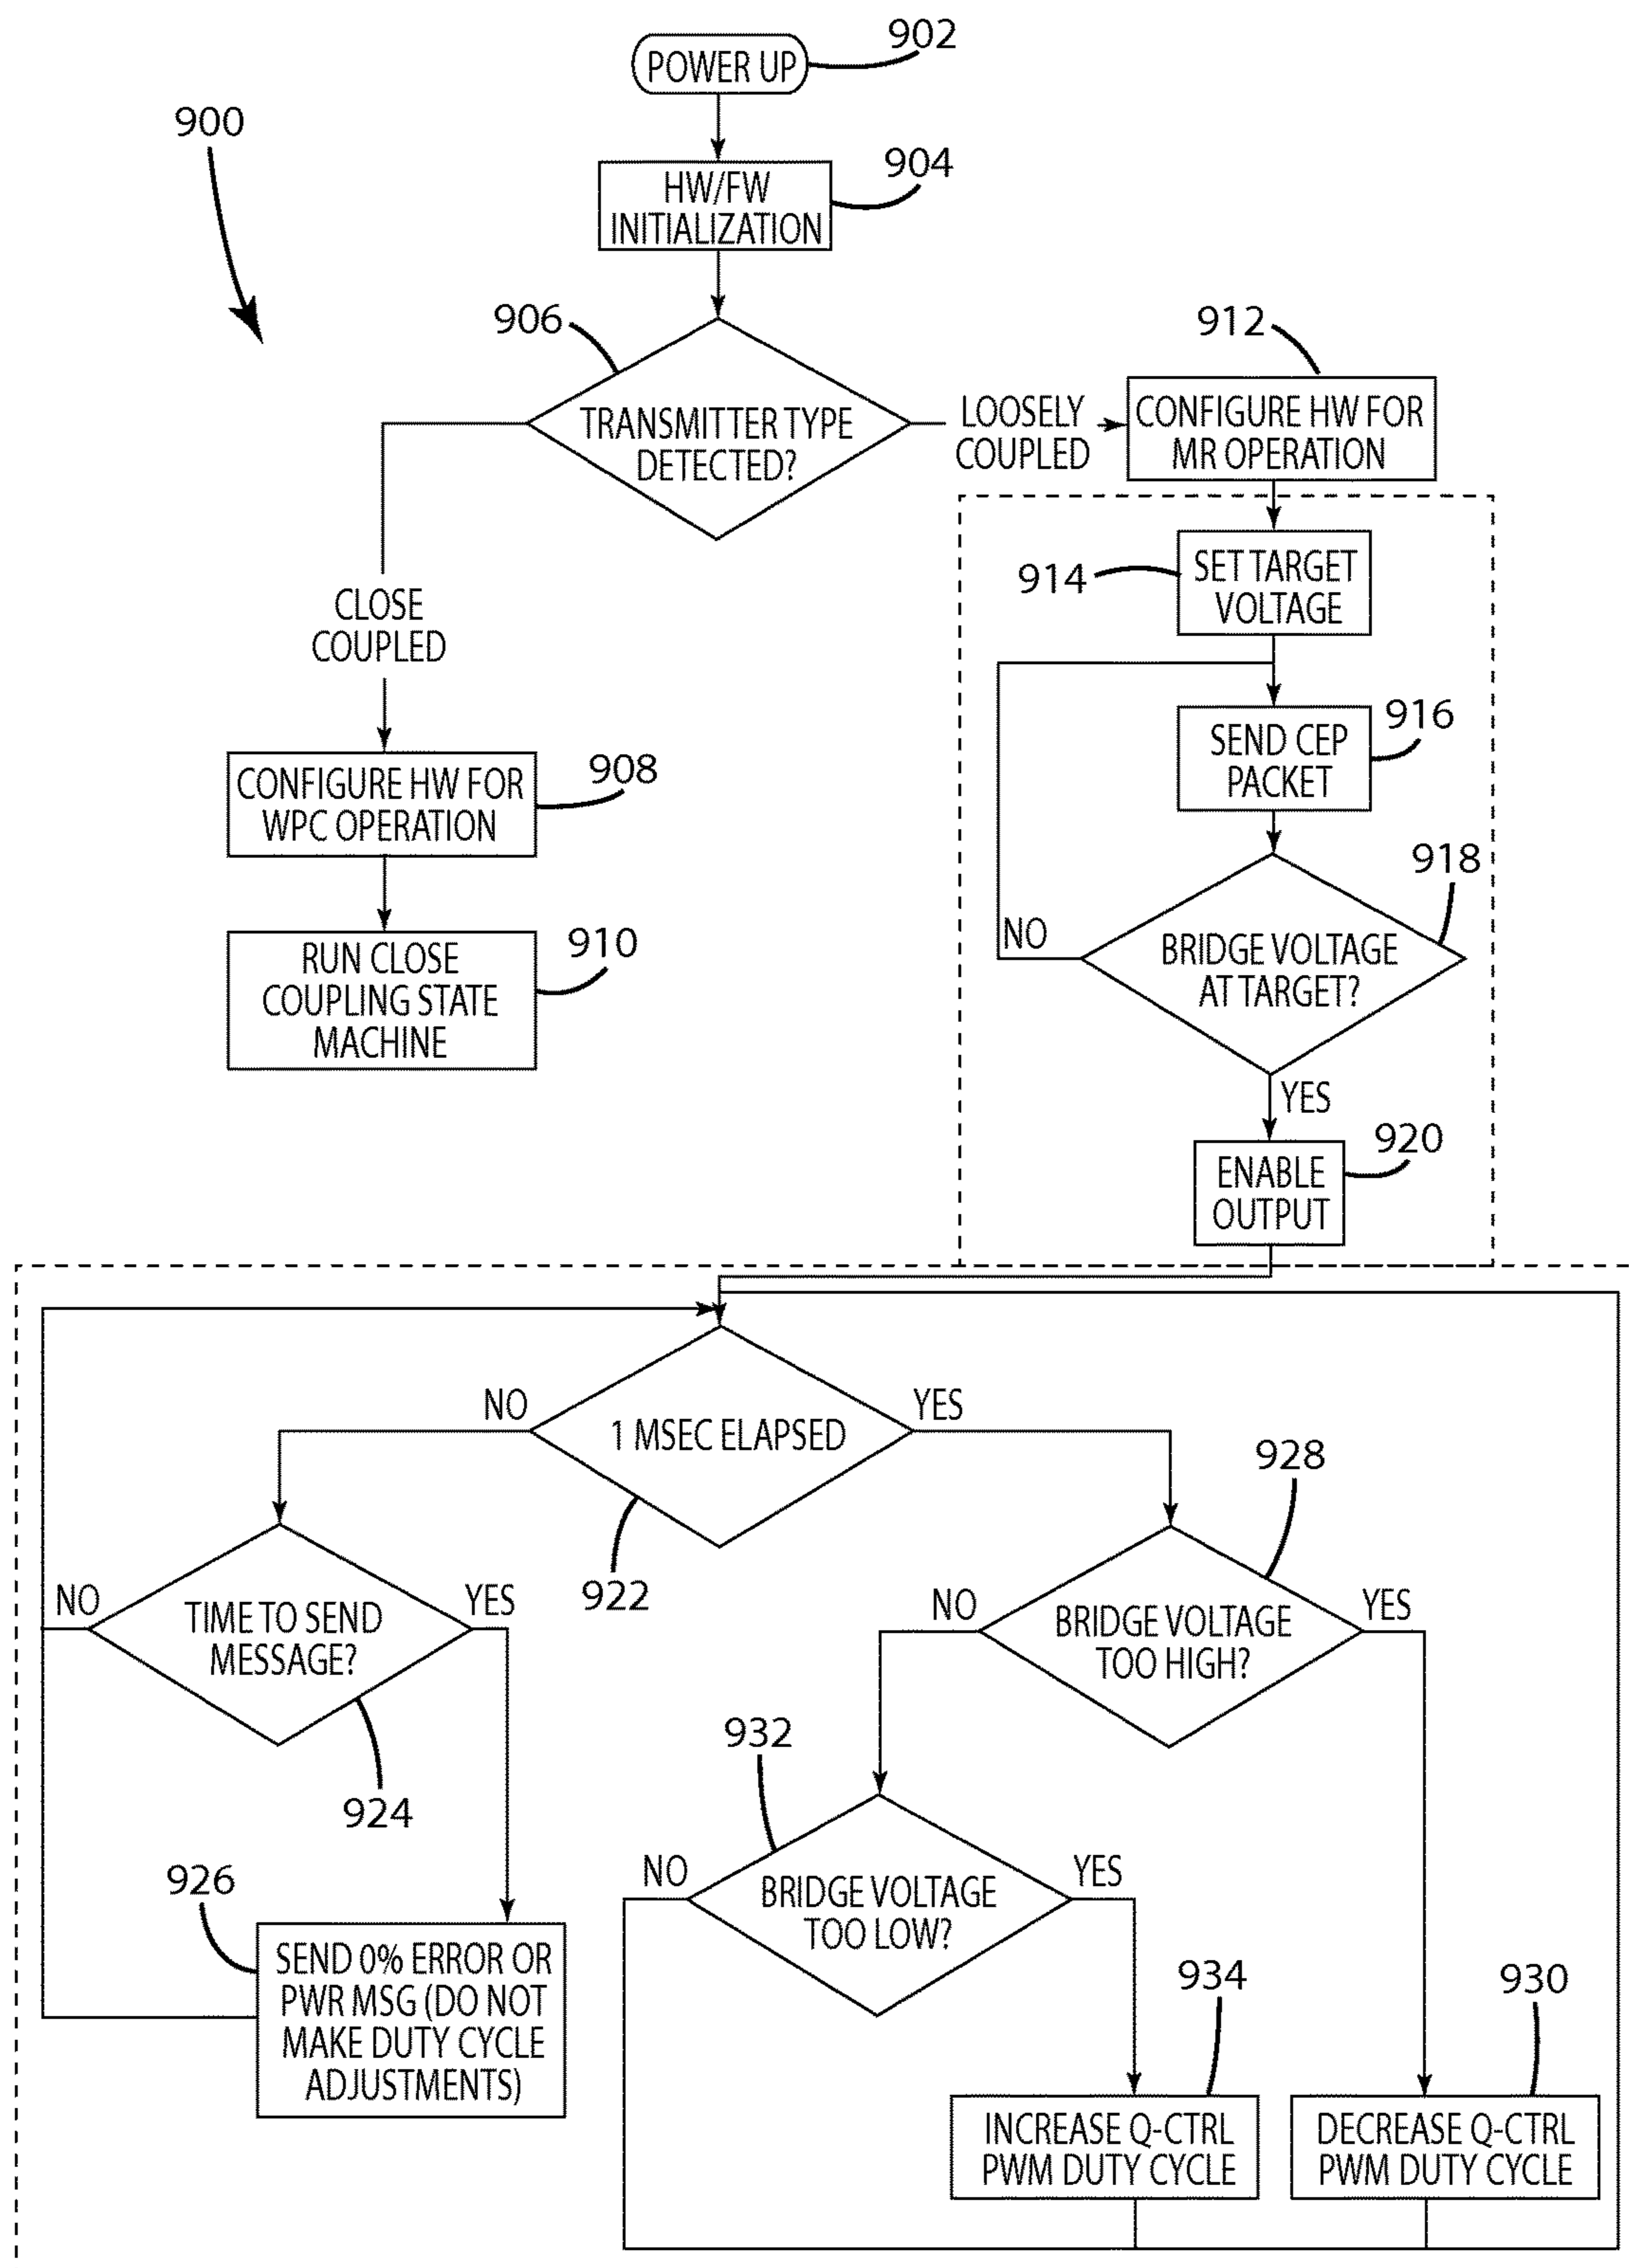 902
POWER UP
900
904
HW/FW
INITIALIZATION
906
TRANSMITTER TYPE
DETECTED?
LOOSELY
COUPLED
912
CONFIGURE HW FOR
MR OPERATION
914
SET TARGET
VOLTAGE
CLOSE
COUPLED
916
SEND CEP
PACKET
908
CONFIGURE HW FOR
WPC OPERATION
918
NO
BRIDGE VOLTAGE
AT TARGET?
910
RUN CLOSE
COUPLING STATE
MACHINE
YES
920
ENABLE
OUTPUT
NO
1 MSEC ELAPSED
YES
922
928
NO
TIME TO SEND
MESSAGE?
YES
924
NO
BRIDGE VOLTAGE
TOO HIGH?
YES
932
NO
BRIDGE VOLTAGE
TOO LOW?
YES
926
SEND 0% ERROR OR
PWR MSG (DO NOT
MAKE DUTY CYCLE
ADJUSTMENTS)
934
INCREASE Q-CTRL
PWM DUTY CYCLE
930
DECREASE Q-CTRL
PWM DUTY CYCLE